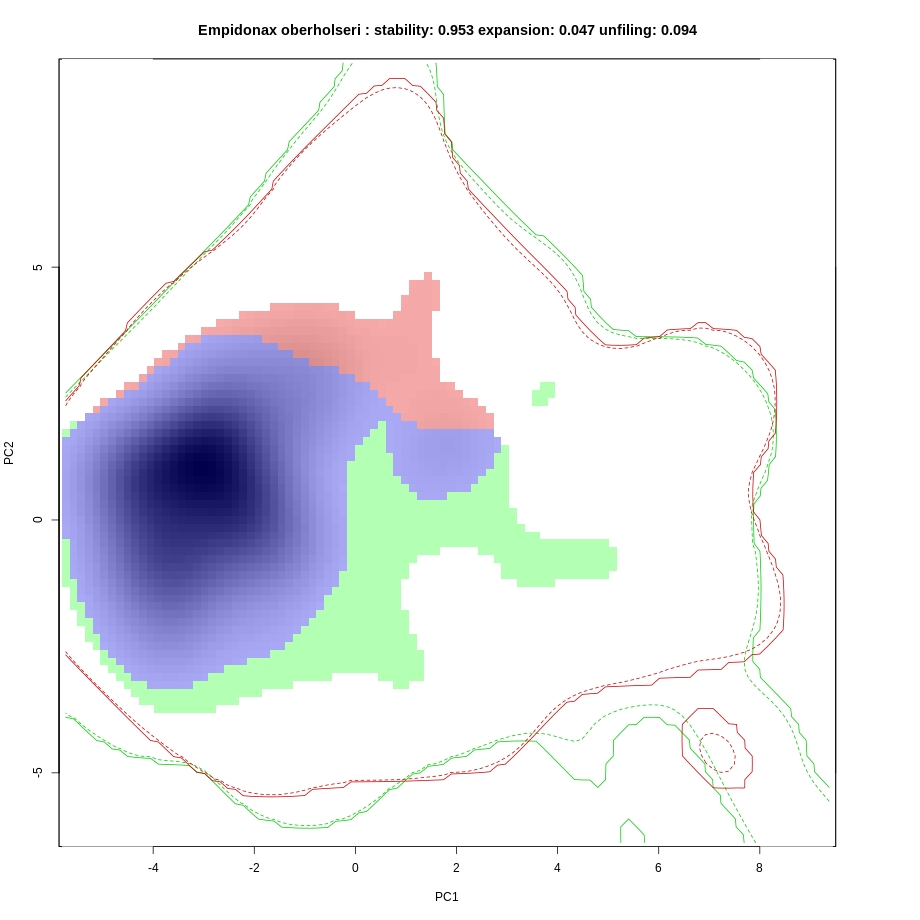 Empidonax oberholseri : stability: 0.953 expansion: 0.047 unfiling: 0.094
5
0
-5
PC2
-4 -2 0 2 4 6 8
PC1